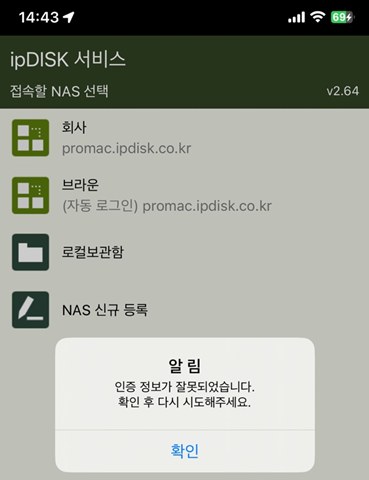 14:43
69
ipDISK 서비스
접속할 NAS 선택
v2.64
회사
promac.ipdisk.co.kr
브라운
(자동 로그인) promac.ipdisk.co.kr
로컬보관함
NAS 신규 등록
알 림
인증 정보가 잘못되었습니다.
확인 후 다시 시도해주세요.
확인